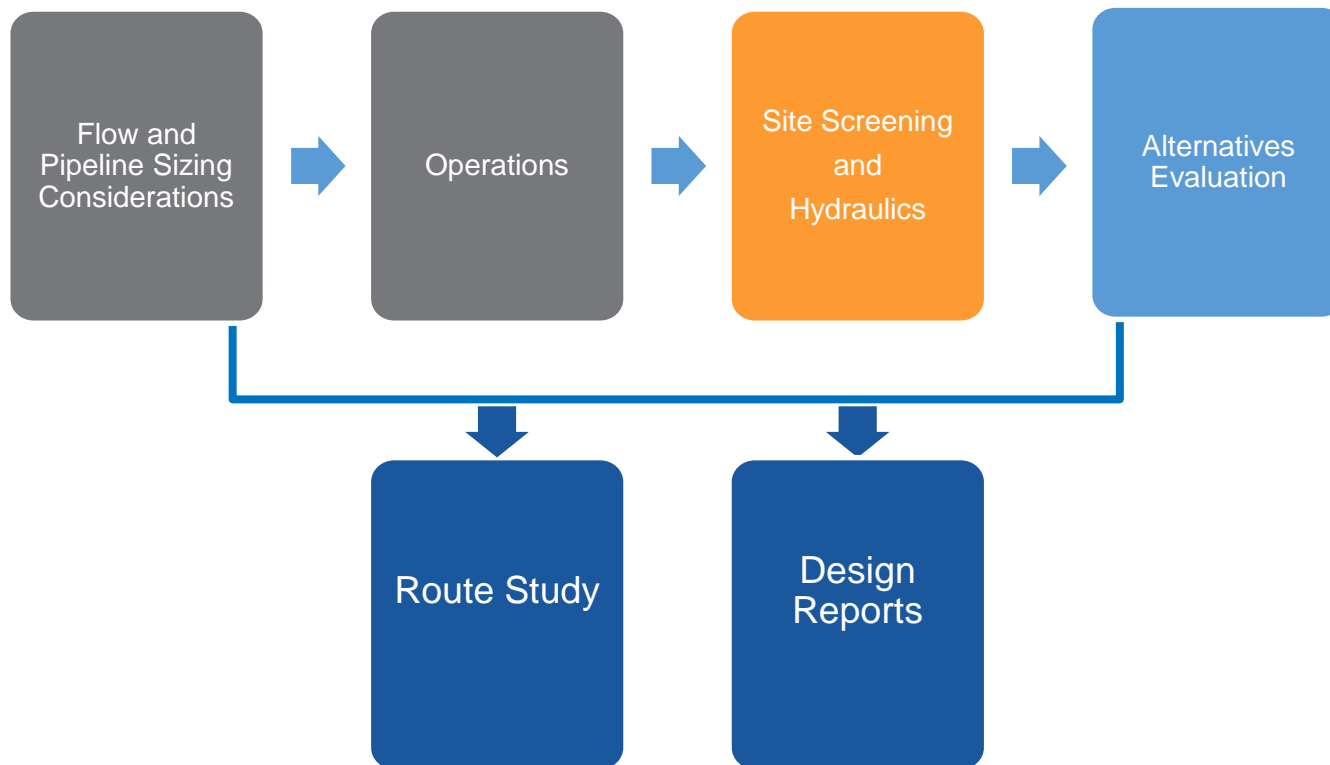 Flow and
Pipeline Sizing
Considerations
Operations
Site Screening
and
Hydraulics
Alternatives
Evaluation
Route Study
Design
Reports